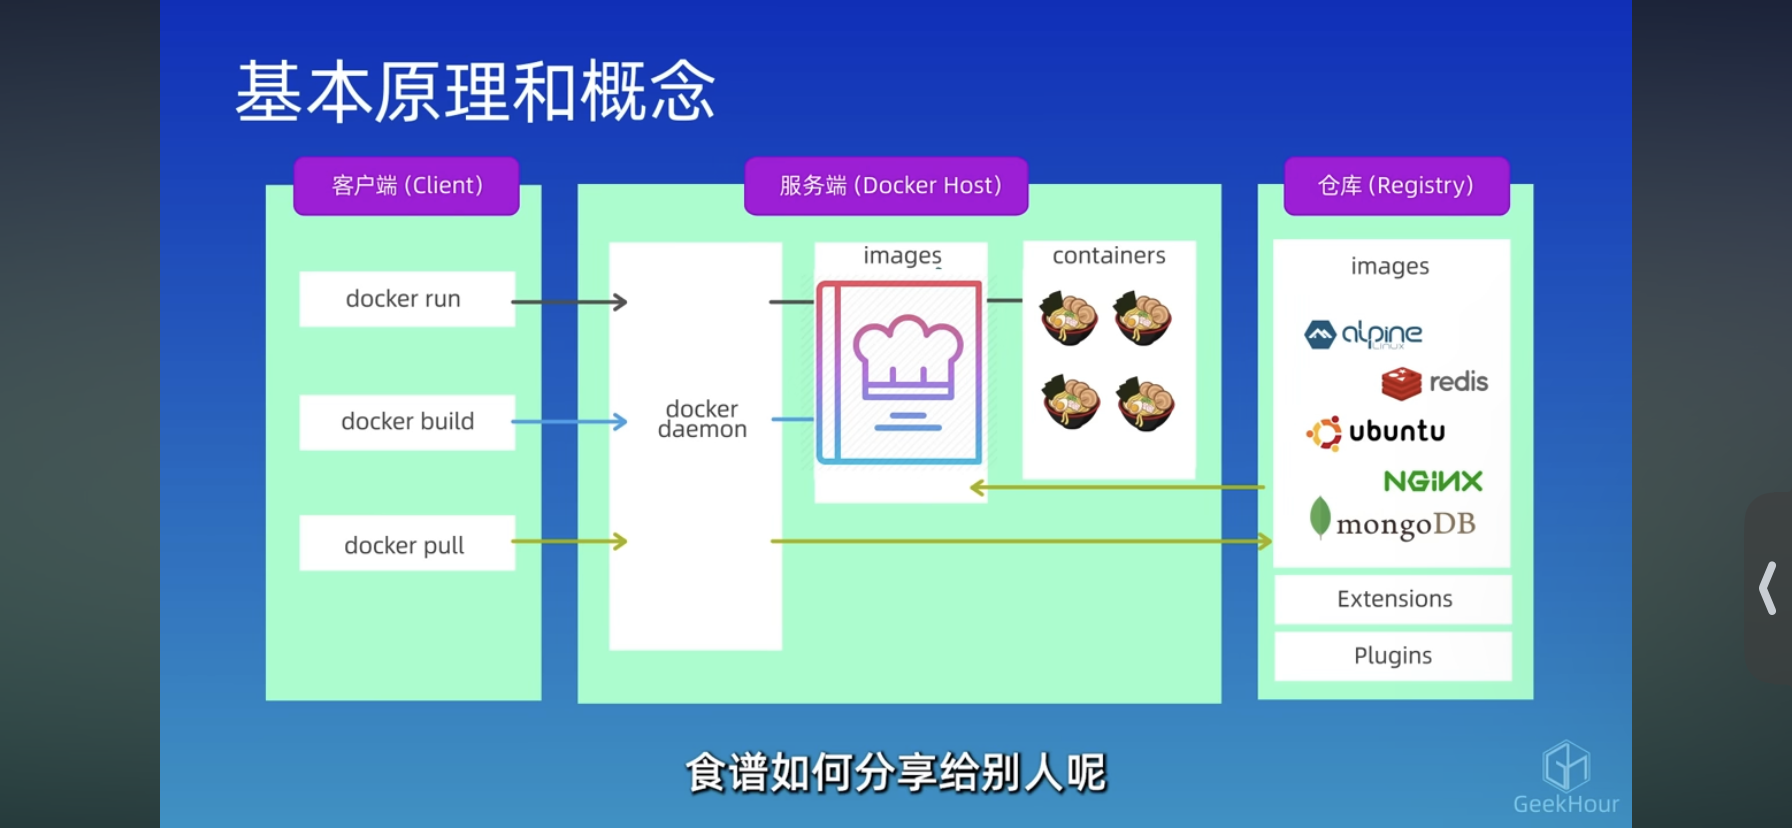 基本原理和概念
客户端 (Client)
服务端 (Docker Host)
仓库 (Registry)
docker run
docker build
docker pull
docker
daemon
images
containers
images
alpine
Linux
redis
ubuntu
NGiNX
mongoDB
Extensions
Plugins
食谱如何分享给别人呢
GeekHour